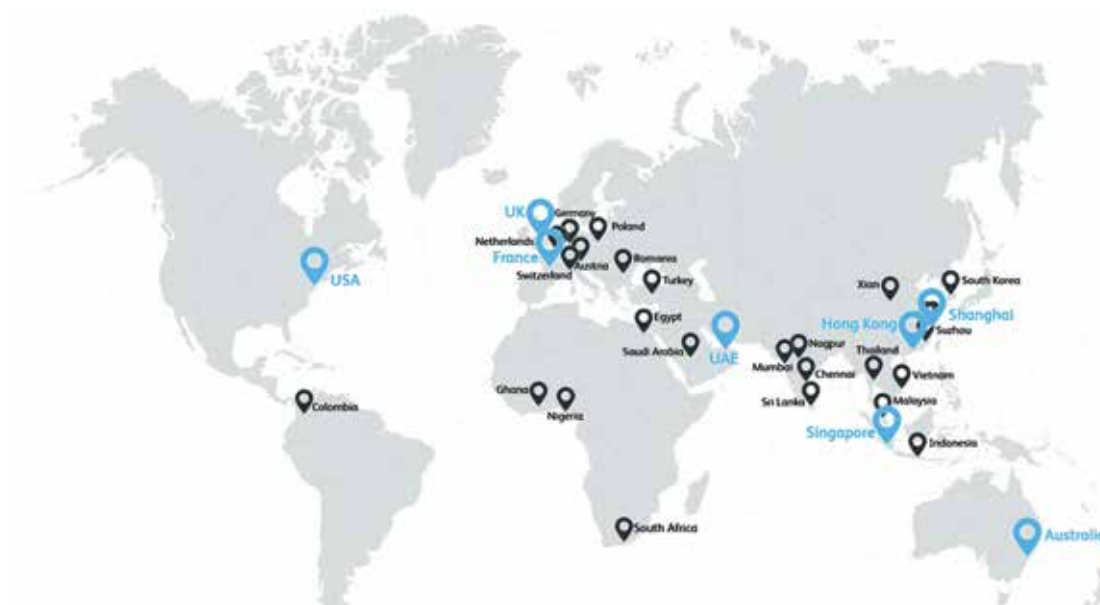 UK
Germany
Poland
Netherlands
France
Austria
Romania
Switzerland
USA
Turkey
Xian
South Korea
Egypt
Hong Kong
Shanghai
Suzhou
Saudi Arabia
UAE
Nagpur
Mumbai
Thailand
Chennai
Vietnam
Ghana
Nigeria
Sri Lanka
Malaysia
Colombia
Singapore
Indonesia
South Africa
Australia